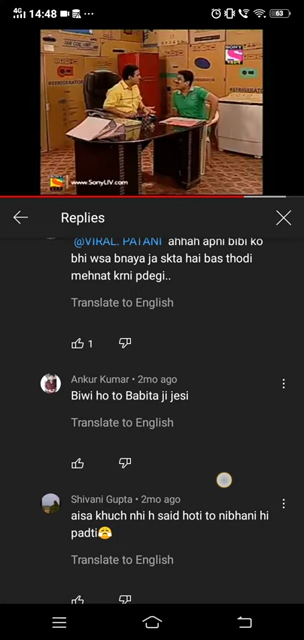 4G 14:48 63
REFRIGERATOR
SONY
www.SonyLIV.com
Replies
@VIRAL. PATANI ahhah apni bibi ko
bhi wsa bnaya ja skta hai bas thodi
mehnat krni pdegi..
Translate to English
1
Ankur Kumar • 2mo ago
Biwi ho to Babita ji jesi
Translate to English
Shivani Gupta • 2mo ago
aisa khuch nhi h said hoti to nibhani hi
padti😤
Translate to English